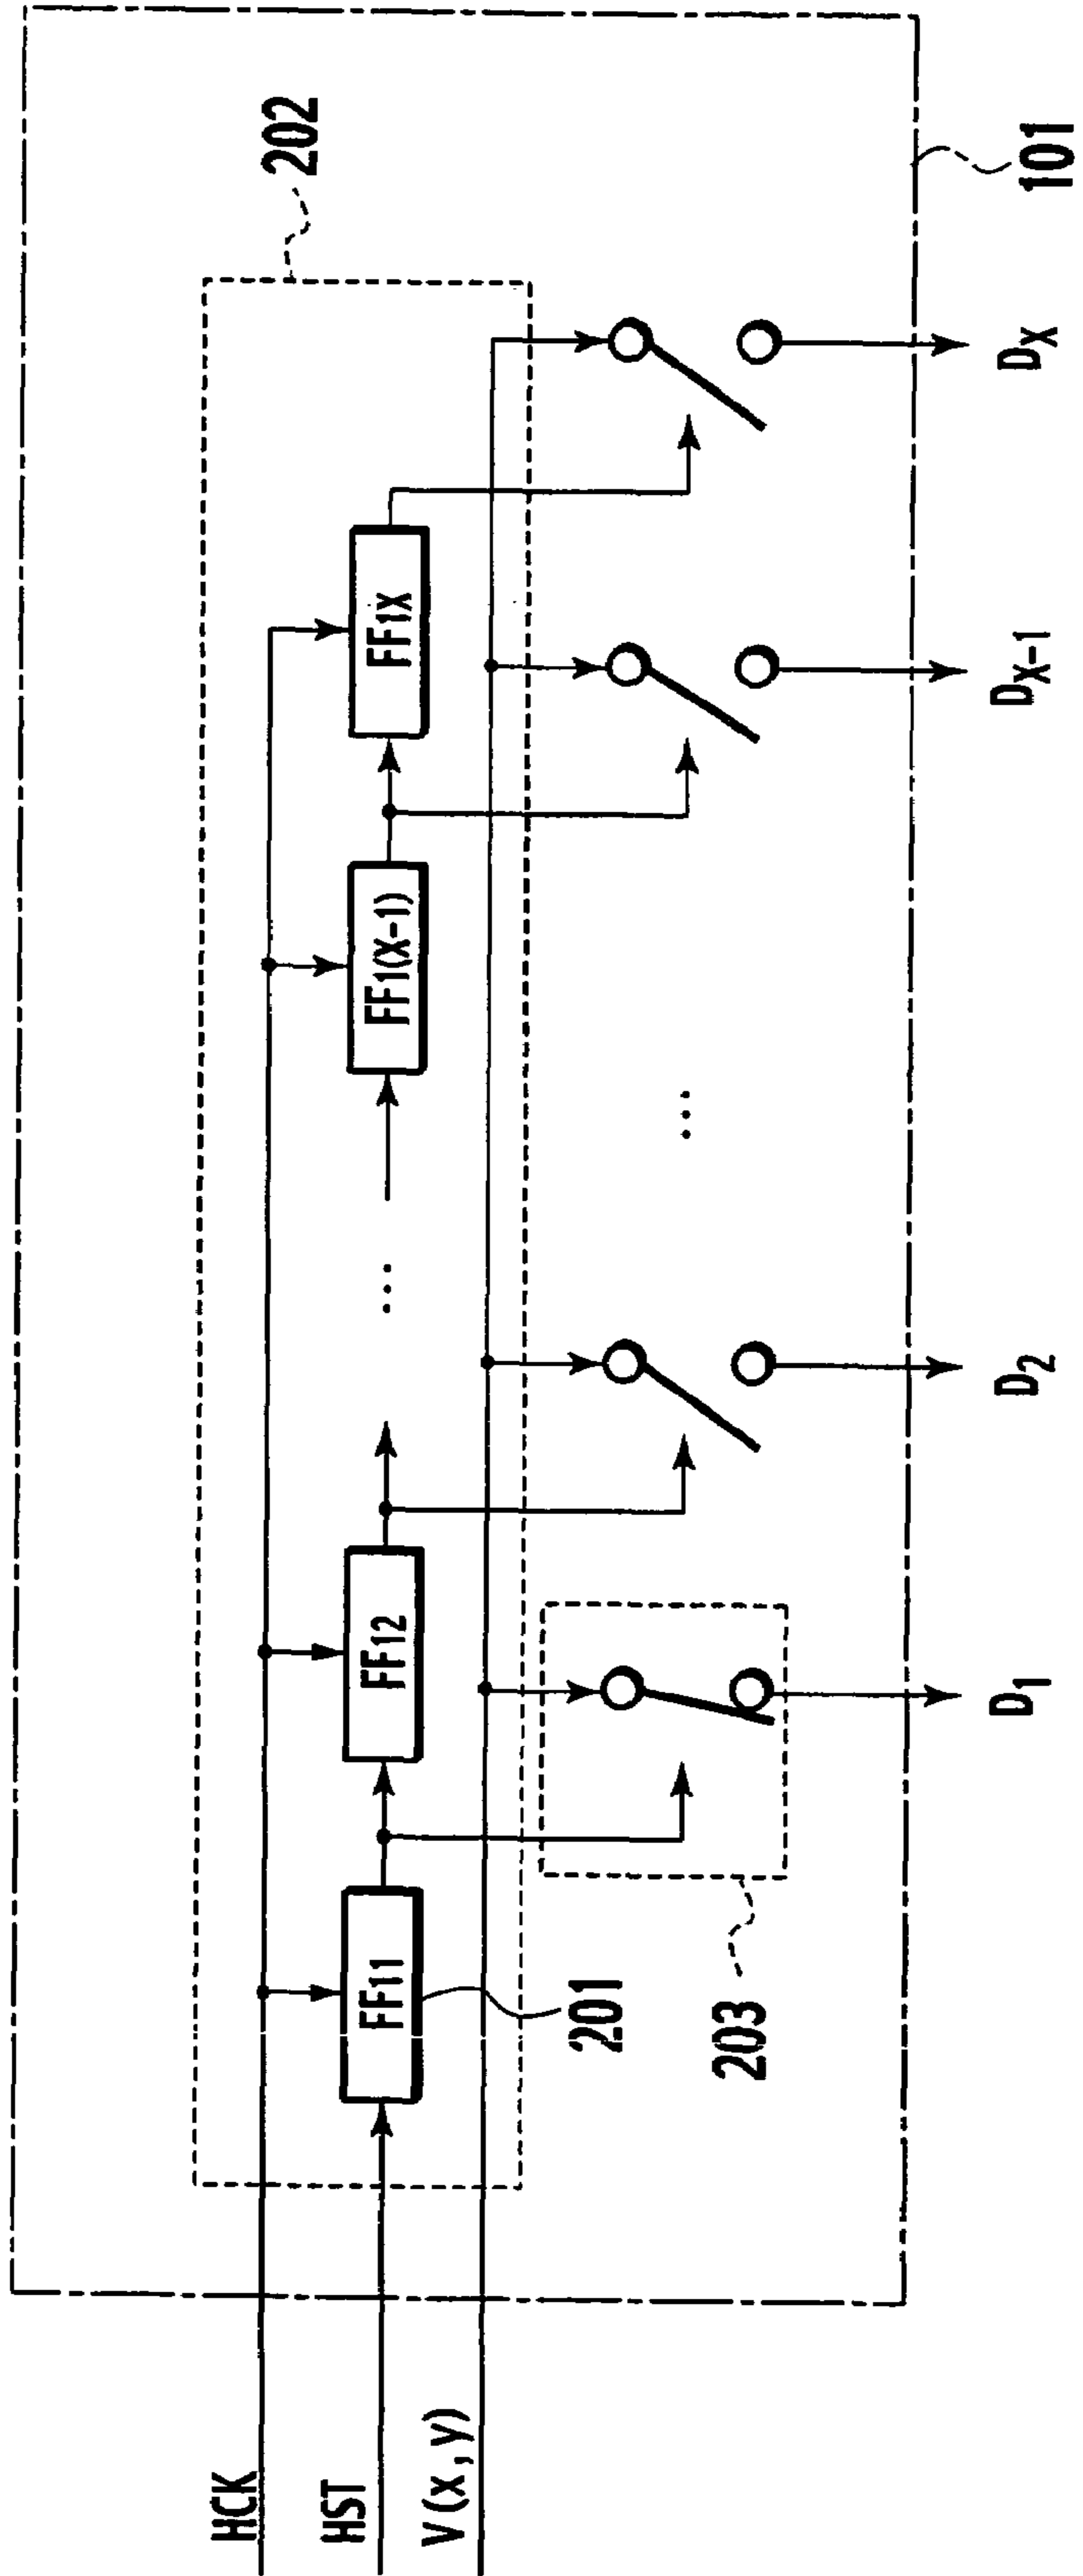 202
HCK
FF11
FF12
...
FF1(X-1)
FF1X
HST
V(x,y)
201
203
...
D1
D2
DX-1
DX
101